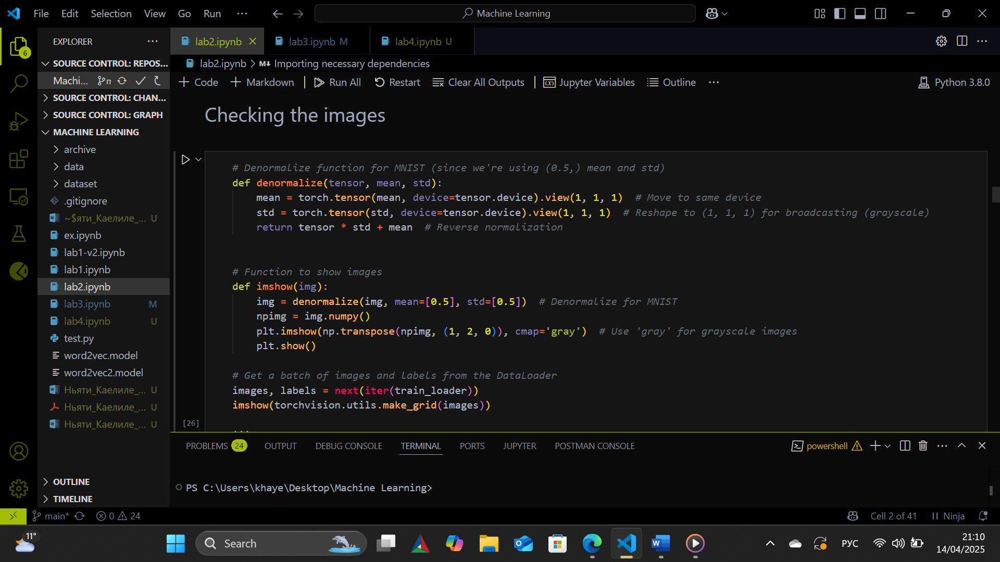 File Edit Selection View Go Run ···
Machine Learning
EXPLORER ···
6
SOURCE CONTROL: REPOS...
Machi...
SOURCE CONTROL: CHAN...
SOURCE CONTROL: GRAPH
MACHINE LEARNING
archive
data
dataset
.gitignore
~$яти_Каелиле_... U
ex.ipynb
lab1-v2.ipynb
lab1.ipynb
lab2.ipynb
lab3.ipynb M
lab4.ipynb U
test.py
word2vec.model
word2vec2.model
Ньяти_Каелиле_... U
Ньяти_Каелиле_... U
Ньяти_Каелиле_... U
OUTLINE
TIMELINE
lab2.ipynb lab3.ipynb M lab4.ipynb U
lab2.ipynb > M↓ Importing necessary dependencies
+ Code + Markdown | Run All Restart Clear All Outputs | Jupyter Variables Outline ··· Python 3.8.0
Checking the images
# Denormalize function for MNIST (since we're using (0.5,) mean and std)
def denormalize(tensor, mean, std):
    mean = torch.tensor(mean, device=tensor.device).view(1, 1, 1)  # Move to same device
    std = torch.tensor(std, device=tensor.device).view(1, 1, 1)  # Reshape to (1, 1, 1) for broadcasting (grayscale)
    return tensor * std + mean  # Reverse normalization
# Function to show images
def imshow(img):
    img = denormalize(img, mean=[0.5], std=[0.5])  # Denormalize for MNIST
    npimg = img.numpy()
    plt.imshow(np.transpose(npimg, (1, 2, 0)), cmap='gray')  # Use 'gray' for grayscale images
    plt.show()
# Get a batch of images and labels from the DataLoader
images, labels = next(iter(train_loader))
imshow(torchvision.utils.make_grid(images))
[26]
PROBLEMS 24 OUTPUT DEBUG CONSOLE TERMINAL PORTS JUPYTER POSTMAN CONSOLE powershell
PS C:\Users\khaye\Desktop\Machine Learning>
main* 0 24 Cell 2 of 41 Ninja
11° Search РУС 21:10
14/04/2025